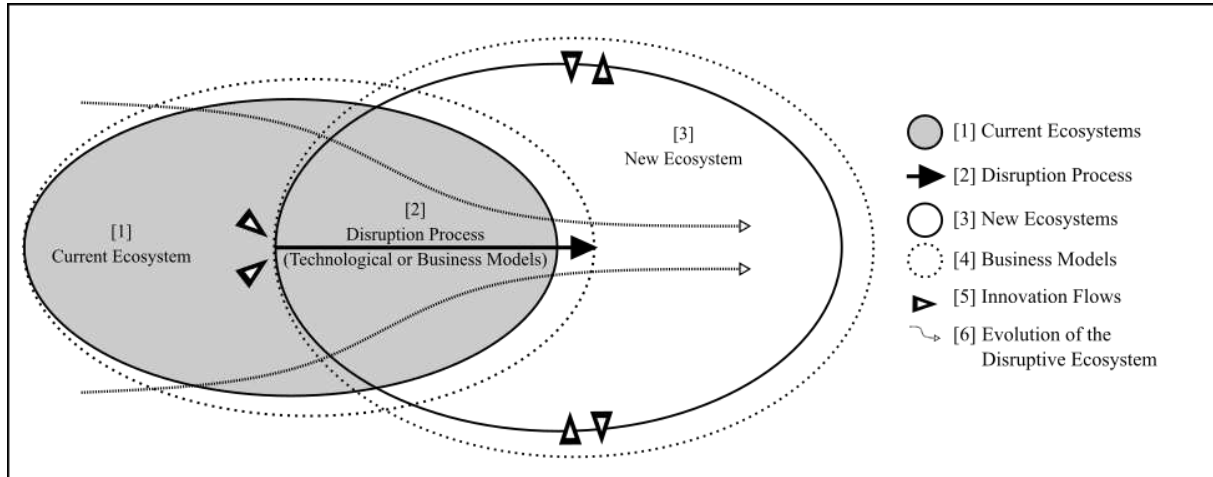 [1]
Current Ecosystem
[2]
Disruption Process
(Technological or Business Models)
[3]
New Ecosystem
[1] Current Ecosystems
[2] Disruption Process
[3] New Ecosystems
[4] Business Models
[5] Innovation Flows
[6] Evolution of the
Disruptive Ecosystem